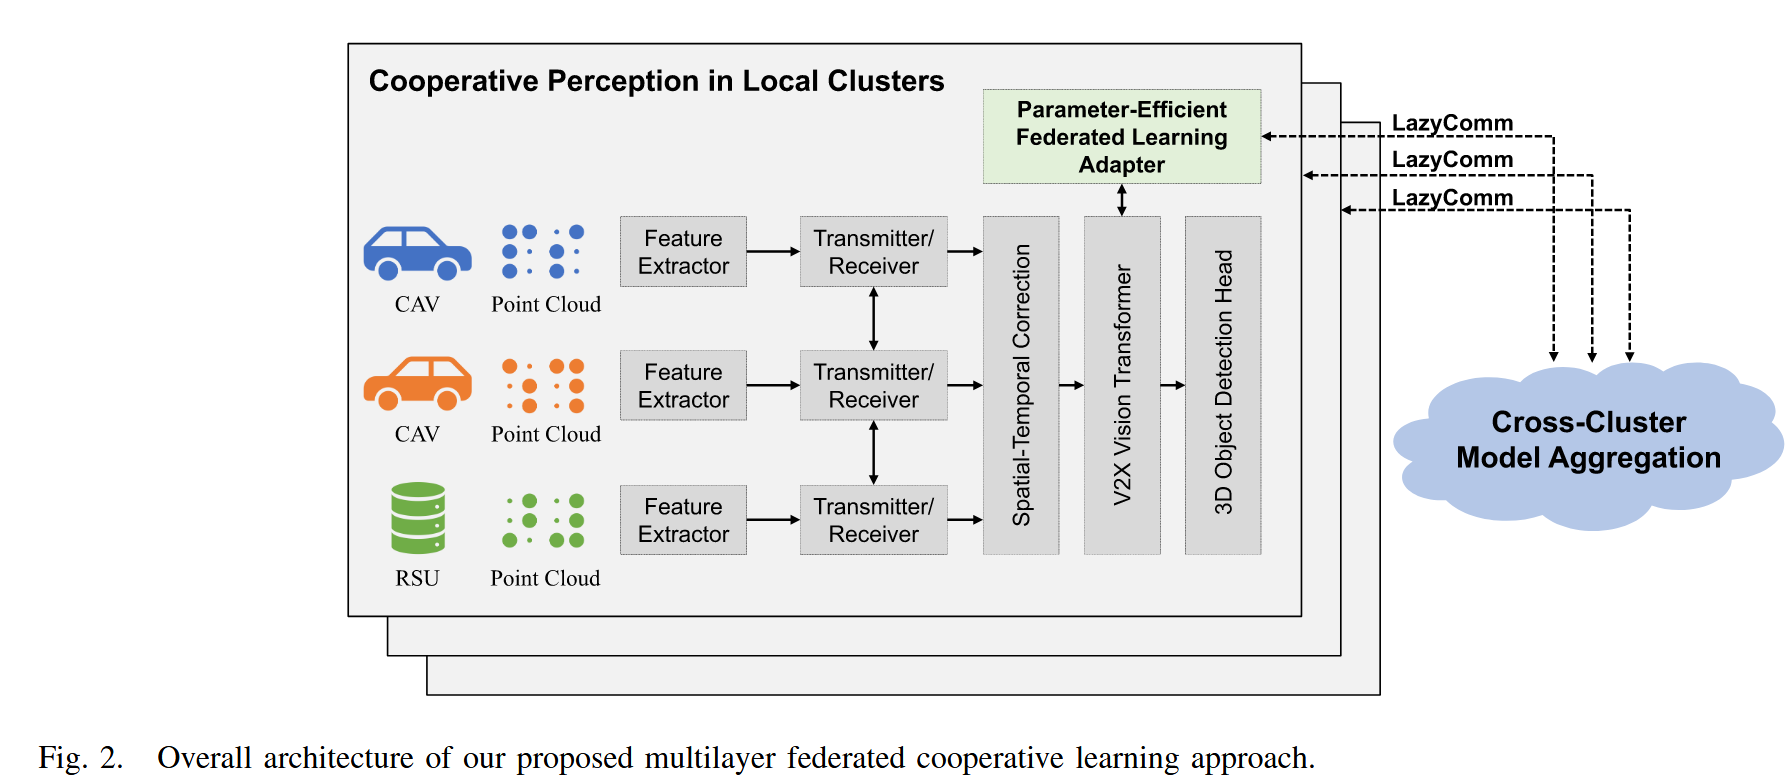 Cooperative Perception in Local Clusters
Parameter-Efficient
Federated Learning
Adapter
LazyComm
LazyComm
LazyComm
CAV
Point Cloud
Feature
Extractor
Transmitter/
Receiver
CAV
Point Cloud
Feature
Extractor
Transmitter/
Receiver
RSU
Point Cloud
Feature
Extractor
Transmitter/
Receiver
Spatial-Temporal Correction
V2X Vision Transformer
3D Object Detection Head
Cross-Cluster
Model Aggregation
Fig. 2. Overall architecture of our proposed multilayer federated cooperative learning approach.